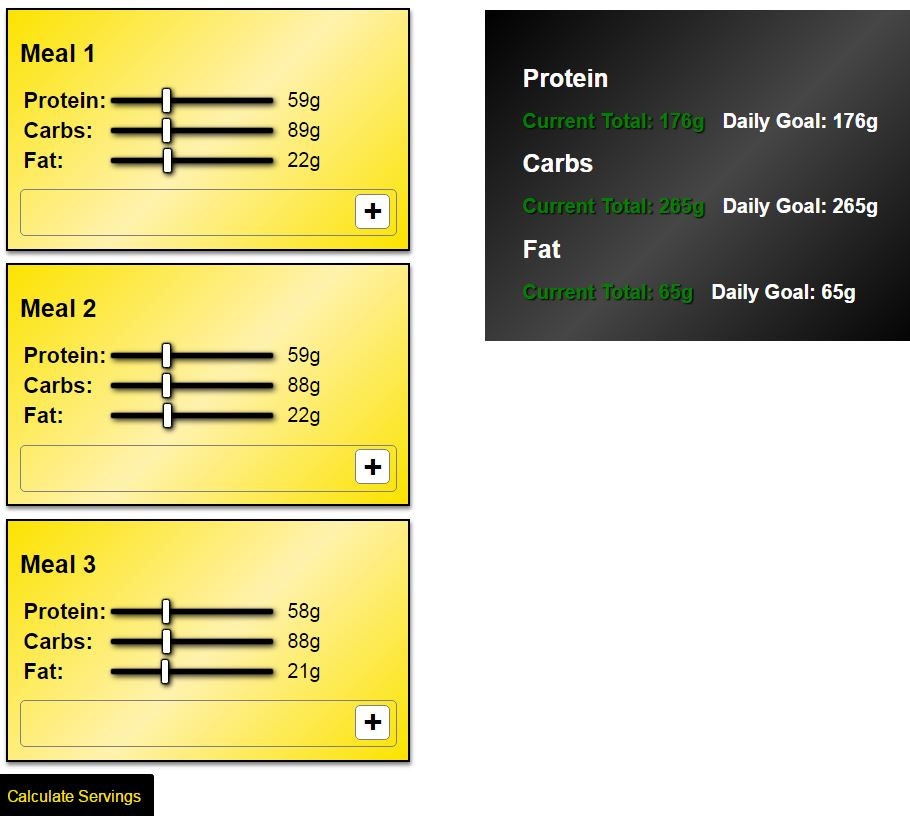 Meal 1
Protein: 59g
Carbs: 89g
Fat: 22g
+
Meal 2
Protein: 59g
Carbs: 88g
Fat: 22g
+
Meal 3
Protein: 58g
Carbs: 88g
Fat: 21g
+
Calculate Servings
Protein
Current Total: 176g Daily Goal: 176g
Carbs
Current Total: 265g Daily Goal: 265g
Fat
Current Total: 65g Daily Goal: 65g